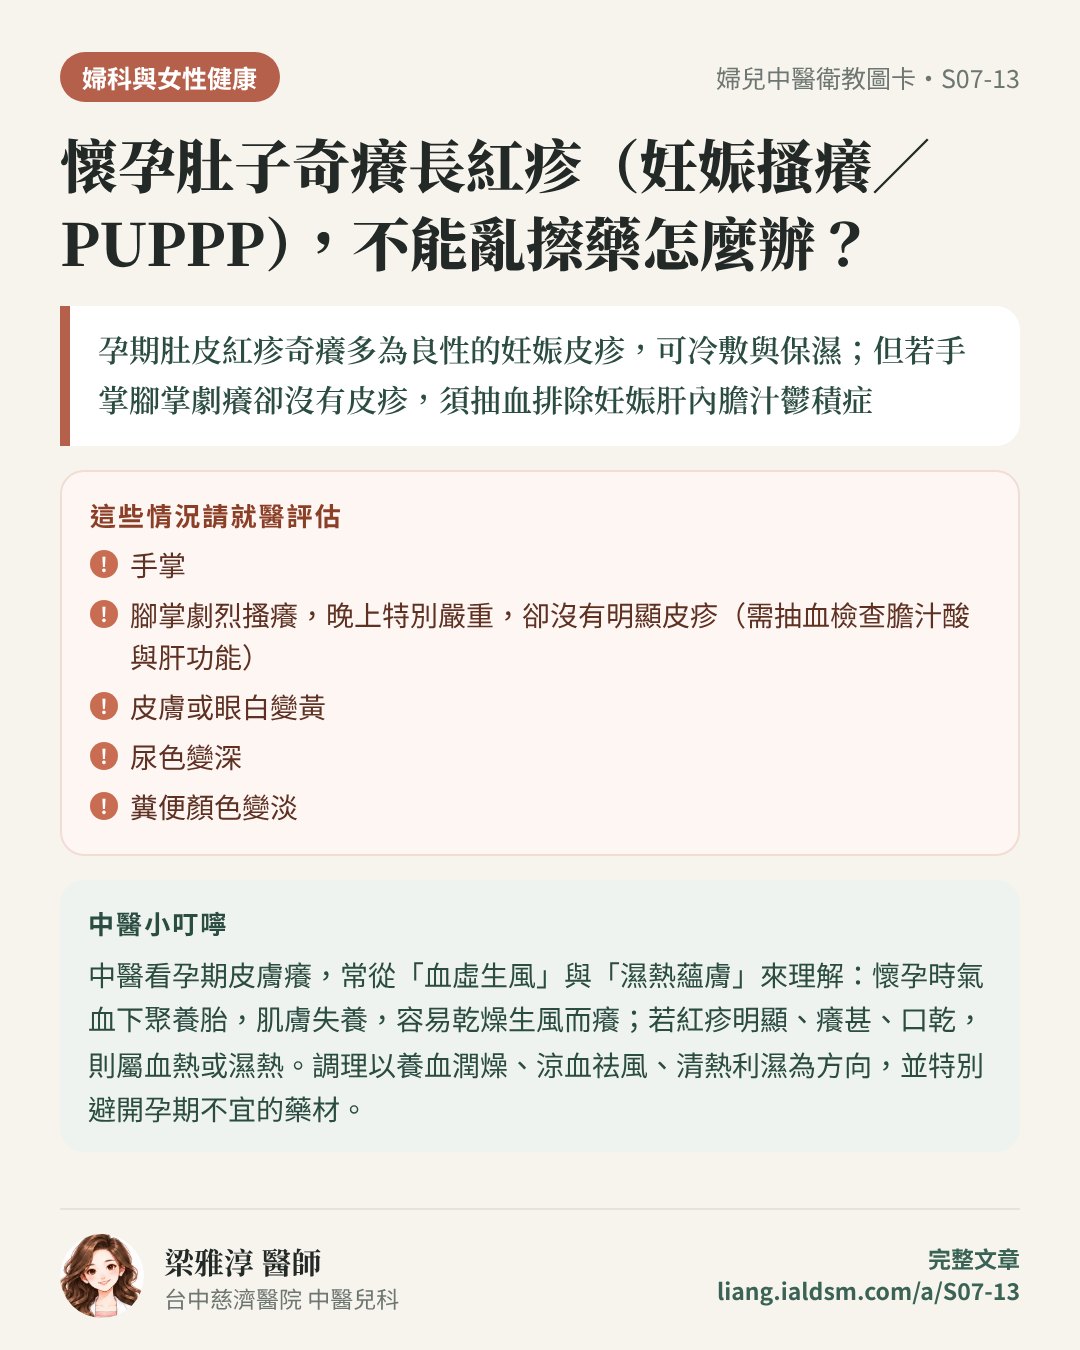 婦科與女性健康
婦兒中醫衛教圖卡・S07-13
懷孕肚子奇癢長紅疹（妊娠搔癢／
PUPPP），不能亂擦藥怎麼辦？
孕期肚皮紅疹奇癢多為良性的妊娠皮疹，可冷敷與保濕；但若手
掌腳掌劇癢卻沒有皮疹，須抽血排除妊娠肝內膽汁鬱積症
這些情況請就醫評估
手掌
腳掌劇烈搔癢，晚上特別嚴重，卻沒有明顯皮疹（需抽血檢查膽汁酸
與肝功能）
皮膚或眼白變黃
尿色變深
糞便顏色變淡
中醫小叮嚀
中醫看孕期皮膚癢，常從「血虛生風」與「濕熱蘊膚」來理解：懷孕時氣
血下聚養胎，肌膚失養，容易乾燥生風而癢；若紅疹明顯、癢甚、口乾，
則屬血熱或濕熱。調理以養血潤燥、涼血祛風、清熱利濕為方向，並特別
避開孕期不宜的藥材。
梁雅淳 醫師
台中慈濟醫院 中醫兒科
完整文章
liang.ialdsm.com/a/S07-13